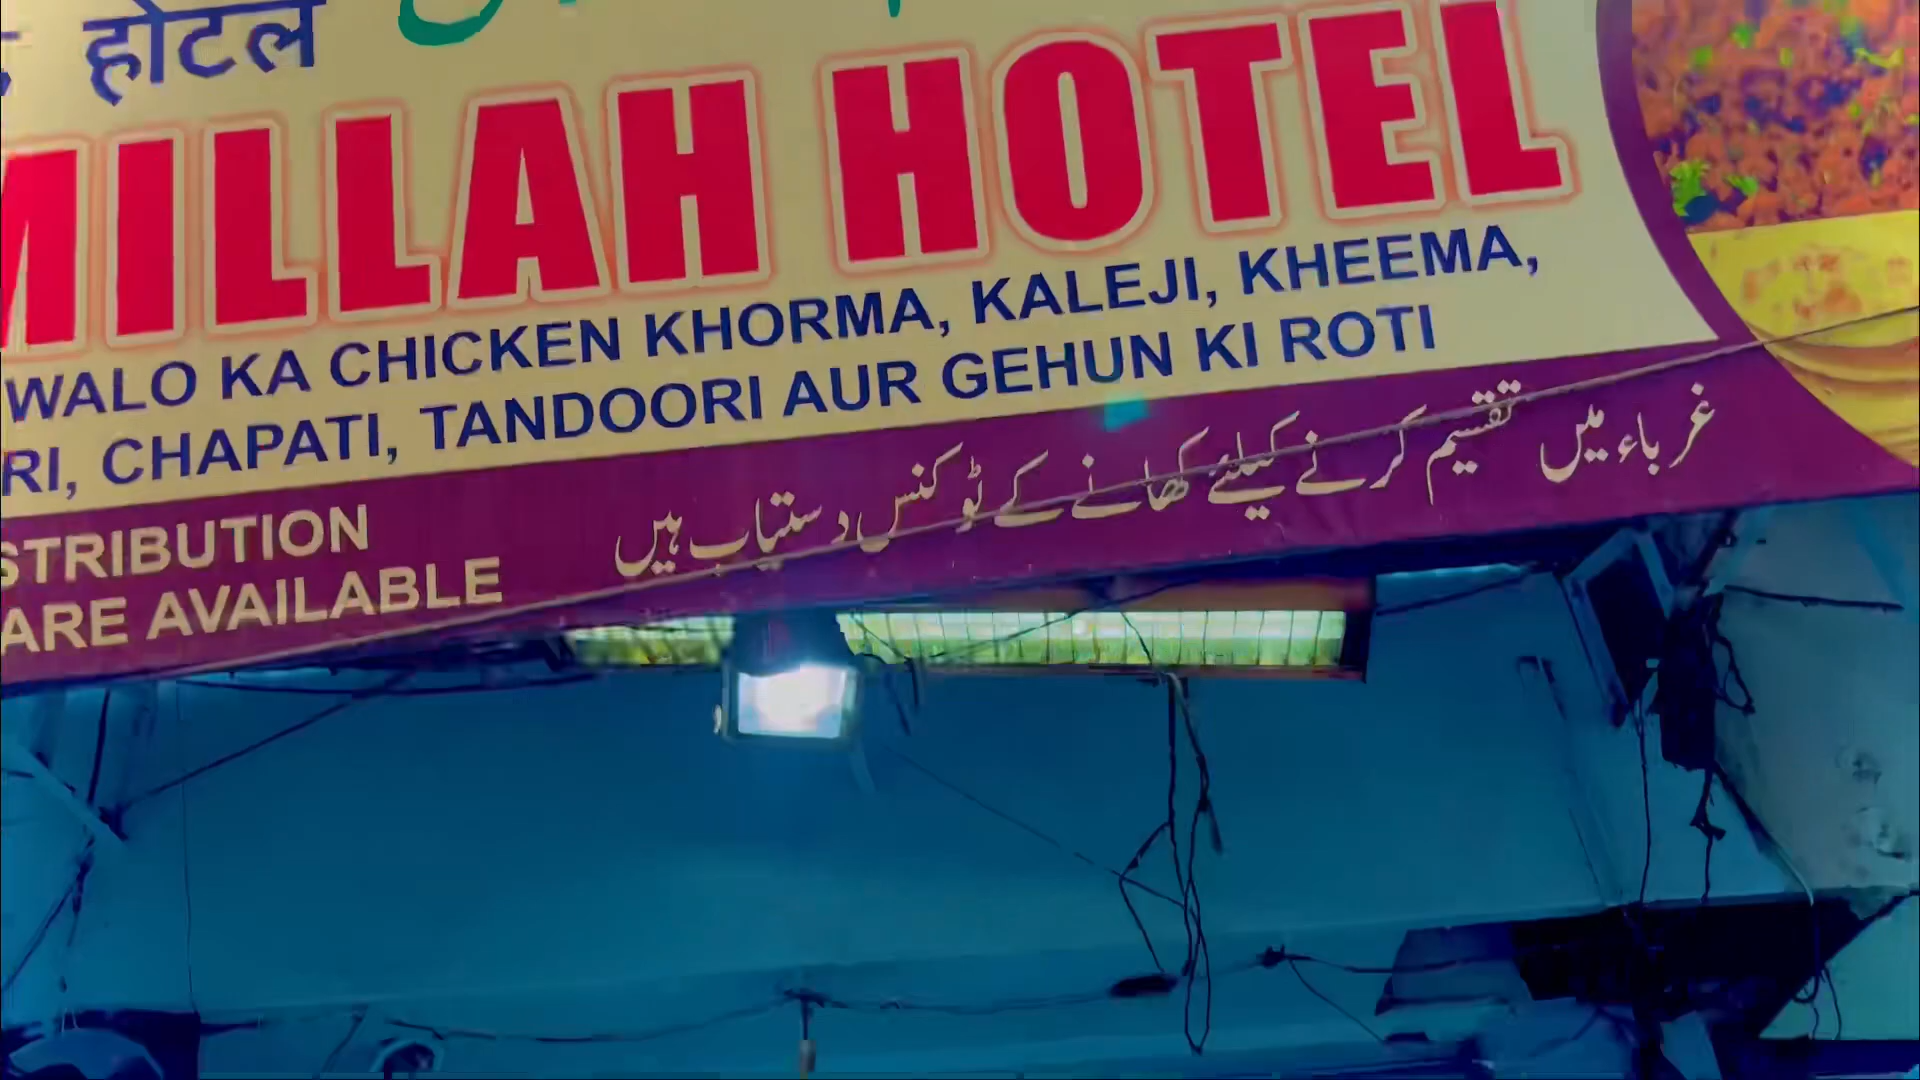 होटल
MILLAH HOTEL
WALO KA CHICKEN KHORMA, KALEJI, KHEEMA,
RI, CHAPATI, TANDOORI AUR GEHUN KI ROTI
غرباء میں تقسیم کرنے کیلئے کھانے کے ٹوکنس دستیاب ہیں
STRIBUTION
ARE AVAILABLE